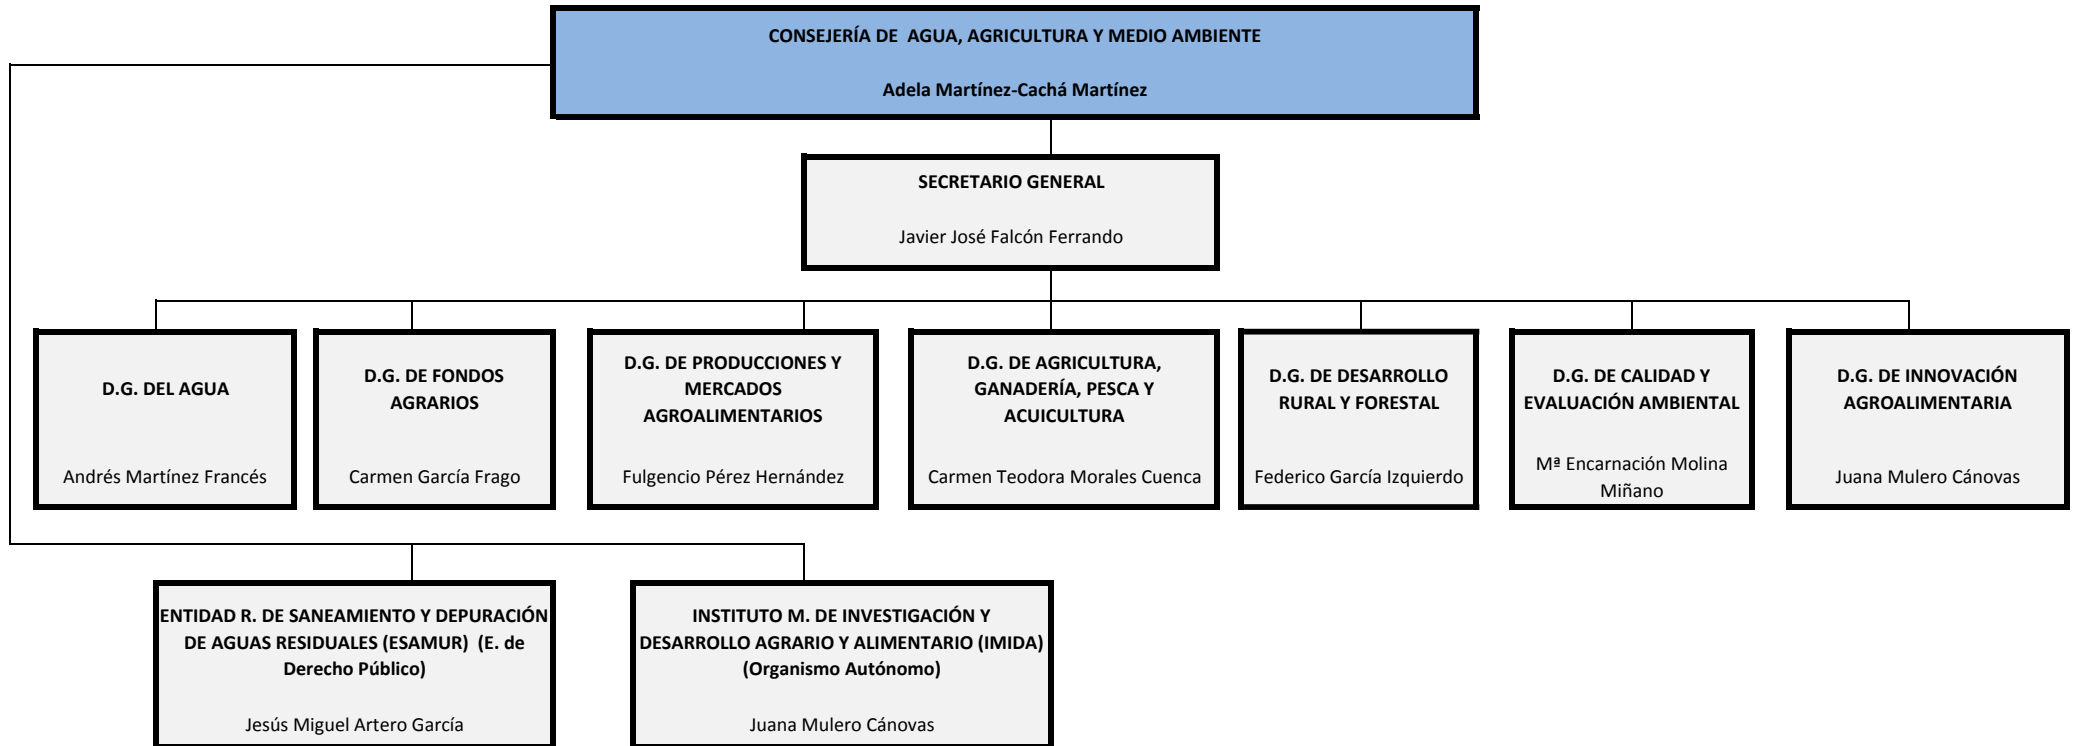 CONSEJERÍA DE  AGUA, AGRICULTURA Y MEDIO AMBIENTE
Adela Martínez-Cachá Martínez
SECRETARIO GENERAL
Javier José Falcón Ferrando
D.G. DEL AGUA
Andrés Martínez Francés
D.G. DE FONDOS
AGRARIOS
Carmen García Frago
D.G. DE PRODUCCIONES Y
MERCADOS
AGROALIMENTARIOS
Fulgencio Pérez Hernández
D.G. DE AGRICULTURA,
GANADERÍA, PESCA Y
ACUICULTURA
Carmen Teodora Morales Cuenca
D.G. DE DESARROLLO
RURAL Y FORESTAL
Federico García Izquierdo
D.G. DE CALIDAD Y
EVALUACIÓN AMBIENTAL
Mª Encarnación Molina
Miñano
D.G. DE INNOVACIÓN
AGROALIMENTARIA
Juana Mulero Cánovas
ENTIDAD R. DE SANEAMIENTO Y DEPURACIÓN
DE AGUAS RESIDUALES (ESAMUR)  (E. de
Derecho Público)
Jesús Miguel Artero García
INSTITUTO M. DE INVESTIGACIÓN Y
DESARROLLO AGRARIO Y ALIMENTARIO (IMIDA)
(Organismo Autónomo)
Juana Mulero Cánovas